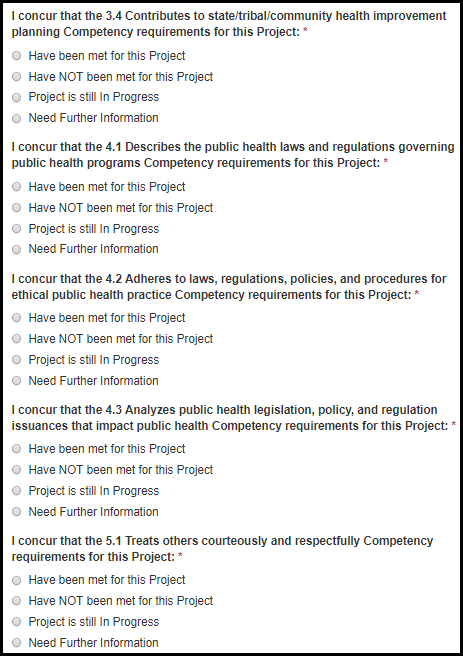 I concur that the 3.4 Contributes to state/tribal/community health improvement
planning Competency requirements for this Project: *
Have been met for this Project
Have NOT been met for this Project
Project is still In Progress
Need Further Information
I concur that the 4.1 Describes the public health laws and regulations governing
public health programs Competency requirements for this Project: *
Have been met for this Project
Have NOT been met for this Project
Project is still In Progress
Need Further Information
I concur that the 4.2 Adheres to laws, regulations, policies, and procedures for
ethical public health practice Competency requirements for this Project: *
Have been met for this Project
Have NOT been met for this Project
Project is still In Progress
Need Further Information
I concur that the 4.3 Analyzes public health legislation, policy, and regulation
issuances that impact public health Competency requirements for this Project: *
Have been met for this Project
Have NOT been met for this Project
Project is still In Progress
Need Further Information
I concur that the 5.1 Treats others courteously and respectfully Competency
requirements for this Project: *
Have been met for this Project
Have NOT been met for this Project
Project is still In Progress
Need Further Information